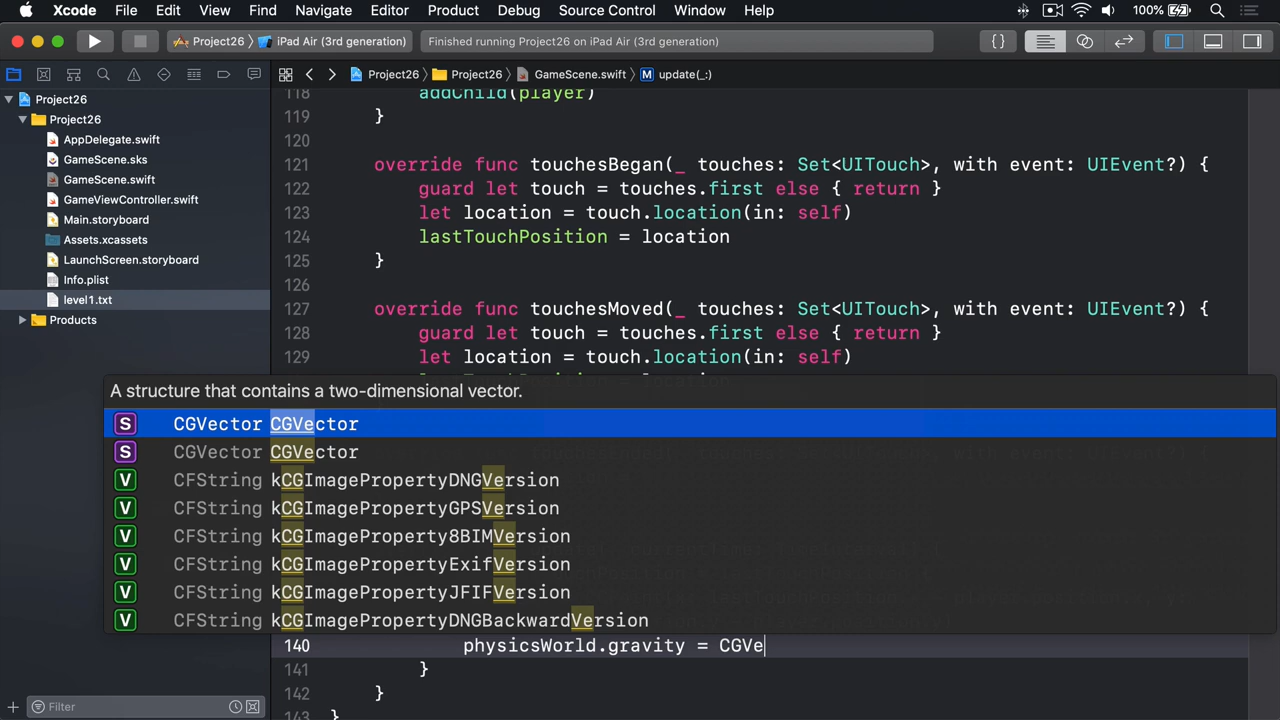 Xcode File Edit View Find Navigate Editor Product Debug Source Control Window Help 100%
Project26 iPad Air (3rd generation) Finished running Project26 on iPad Air (3rd generation)
Project26 Project26 GameScene.swift M update(_:)
Project26
Project26
AppDelegate.swift
GameScene.sks
GameScene.swift
GameViewController.swift
Main.storyboard
Assets.xcassets
LaunchScreen.storyboard
Info.plist
level1.txt
Products
Filter
118 addChild(player)
119 }
120
121 override func touchesBegan(_ touches: Set<UITouch>, with event: UIEvent?) {
122 guard let touch = touches.first else { return }
123 let location = touch.location(in: self)
124 lastTouchPosition = location
125 }
126
127 override func touchesMoved(_ touches: Set<UITouch>, with event: UIEvent?) {
128 guard let touch = touches.first else { return }
129 let location = touch.location(in: self)
A structure that contains a two-dimensional vector.
S CGVector CGVector
S CGVector CGVector
V CFString kCGImagePropertyDNGVersion
V CFString kCGImagePropertyGPSVersion
V CFString kCGImageProperty8BIMVersion
V CFString kCGImagePropertyExifVersion
V CFString kCGImagePropertyJFIFVersion
V CFString kCGImagePropertyDNGBackwardVersion
140 physicsWorld.gravity = CGVe
141 }
142 }
143 }